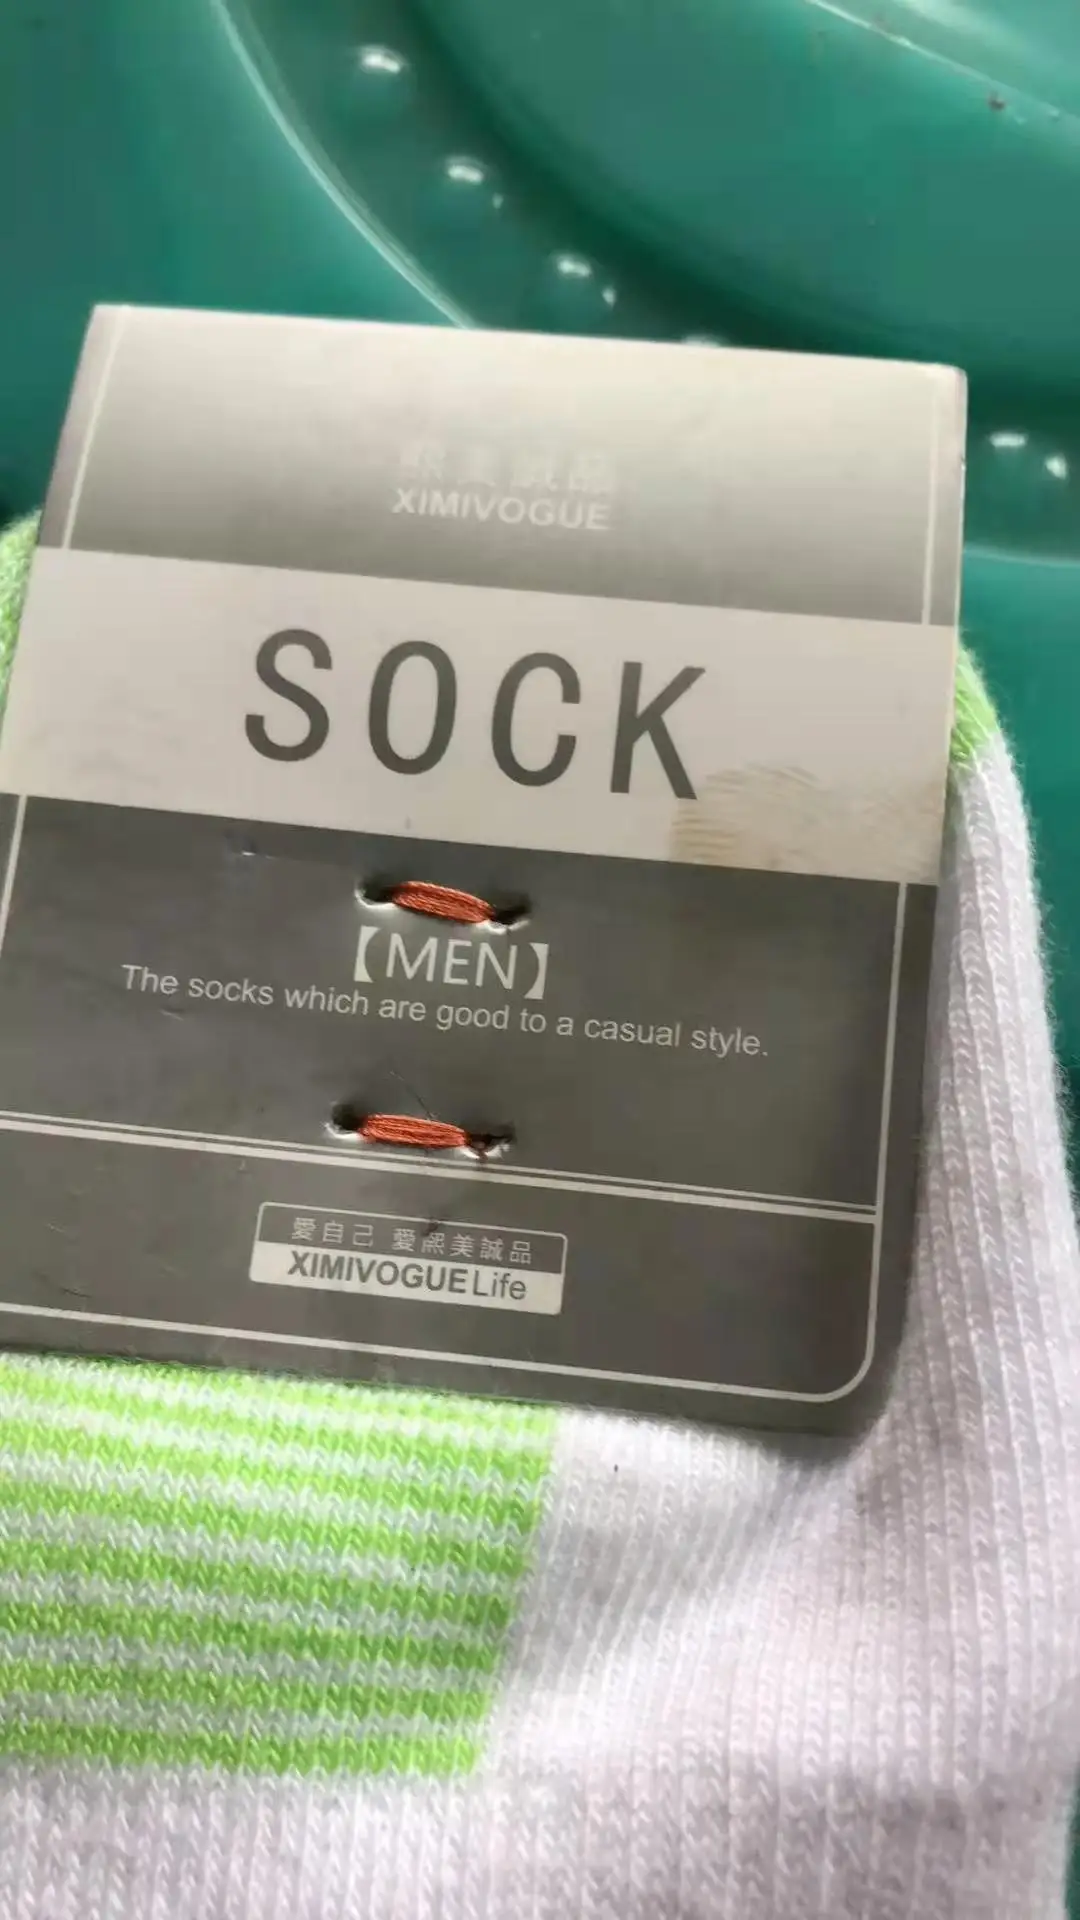 熙美誠品
XIMIVOGUE
SOCK
【MEN】
The socks which are good to a casual style.
愛自己 愛熙美誠品
XIMIVOGUE Life